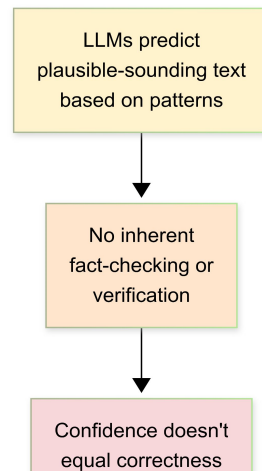 LLMs predict
plausible-sounding text
based on patterns
No inherent
fact-checking or
verification
Confidence doesn't
equal correctness